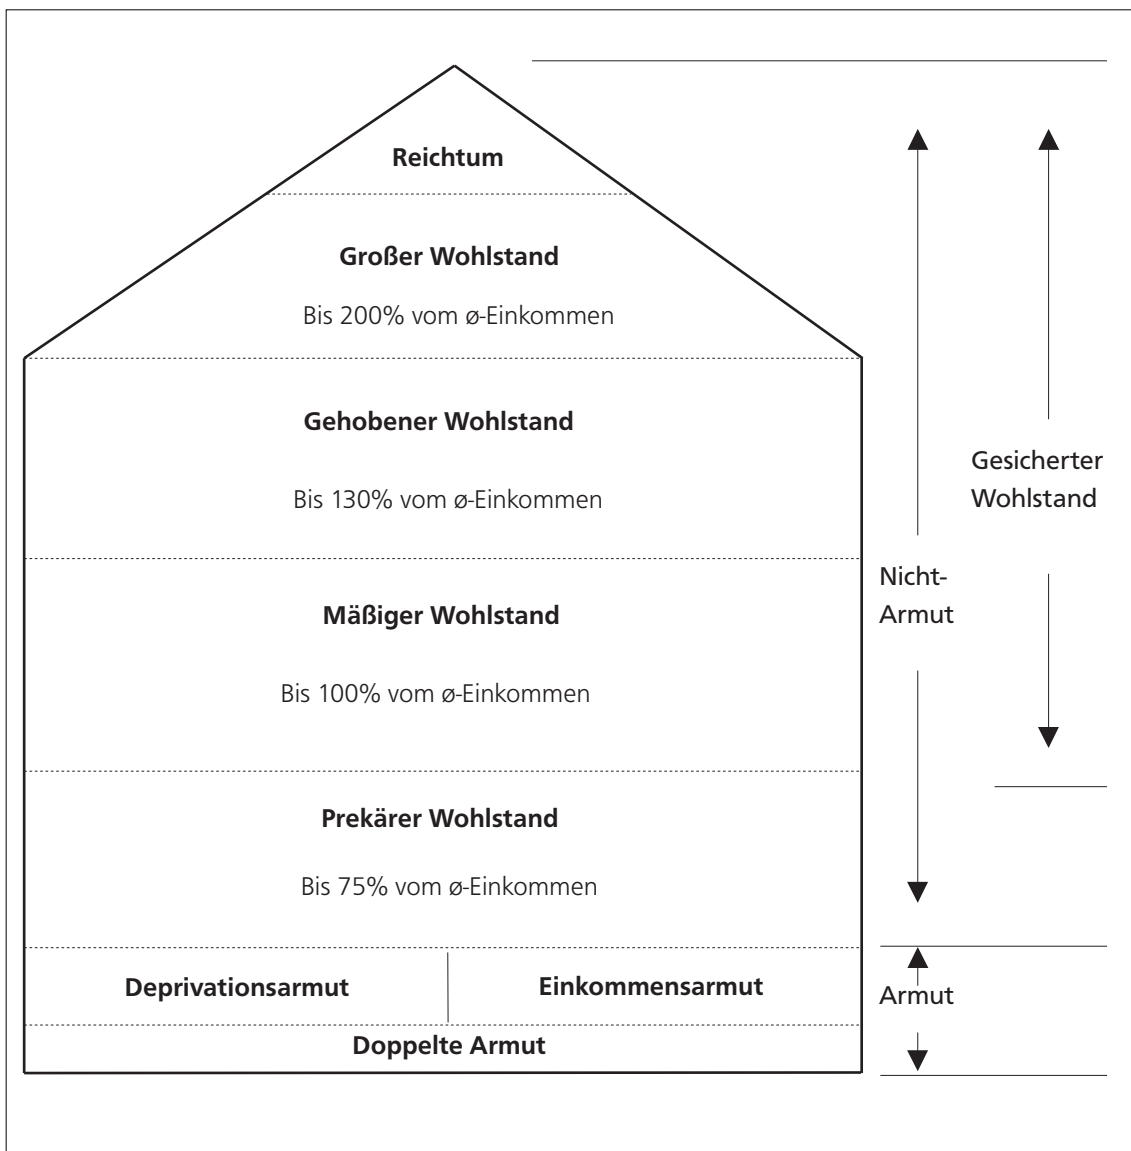 Reichtum
Großer Wohlstand
Bis 200% vom ø-Einkommen
Gehobener Wohlstand
Bis 130% vom ø-Einkommen
Mäßiger Wohlstand
Bis 100% vom ø-Einkommen
Prekärer Wohlstand
Bis 75% vom ø-Einkommen
Deprivationsarmut
Einkommensarmut
Doppelte Armut
Nicht-
Armut
Armut
Gesicherter
Wohlstand